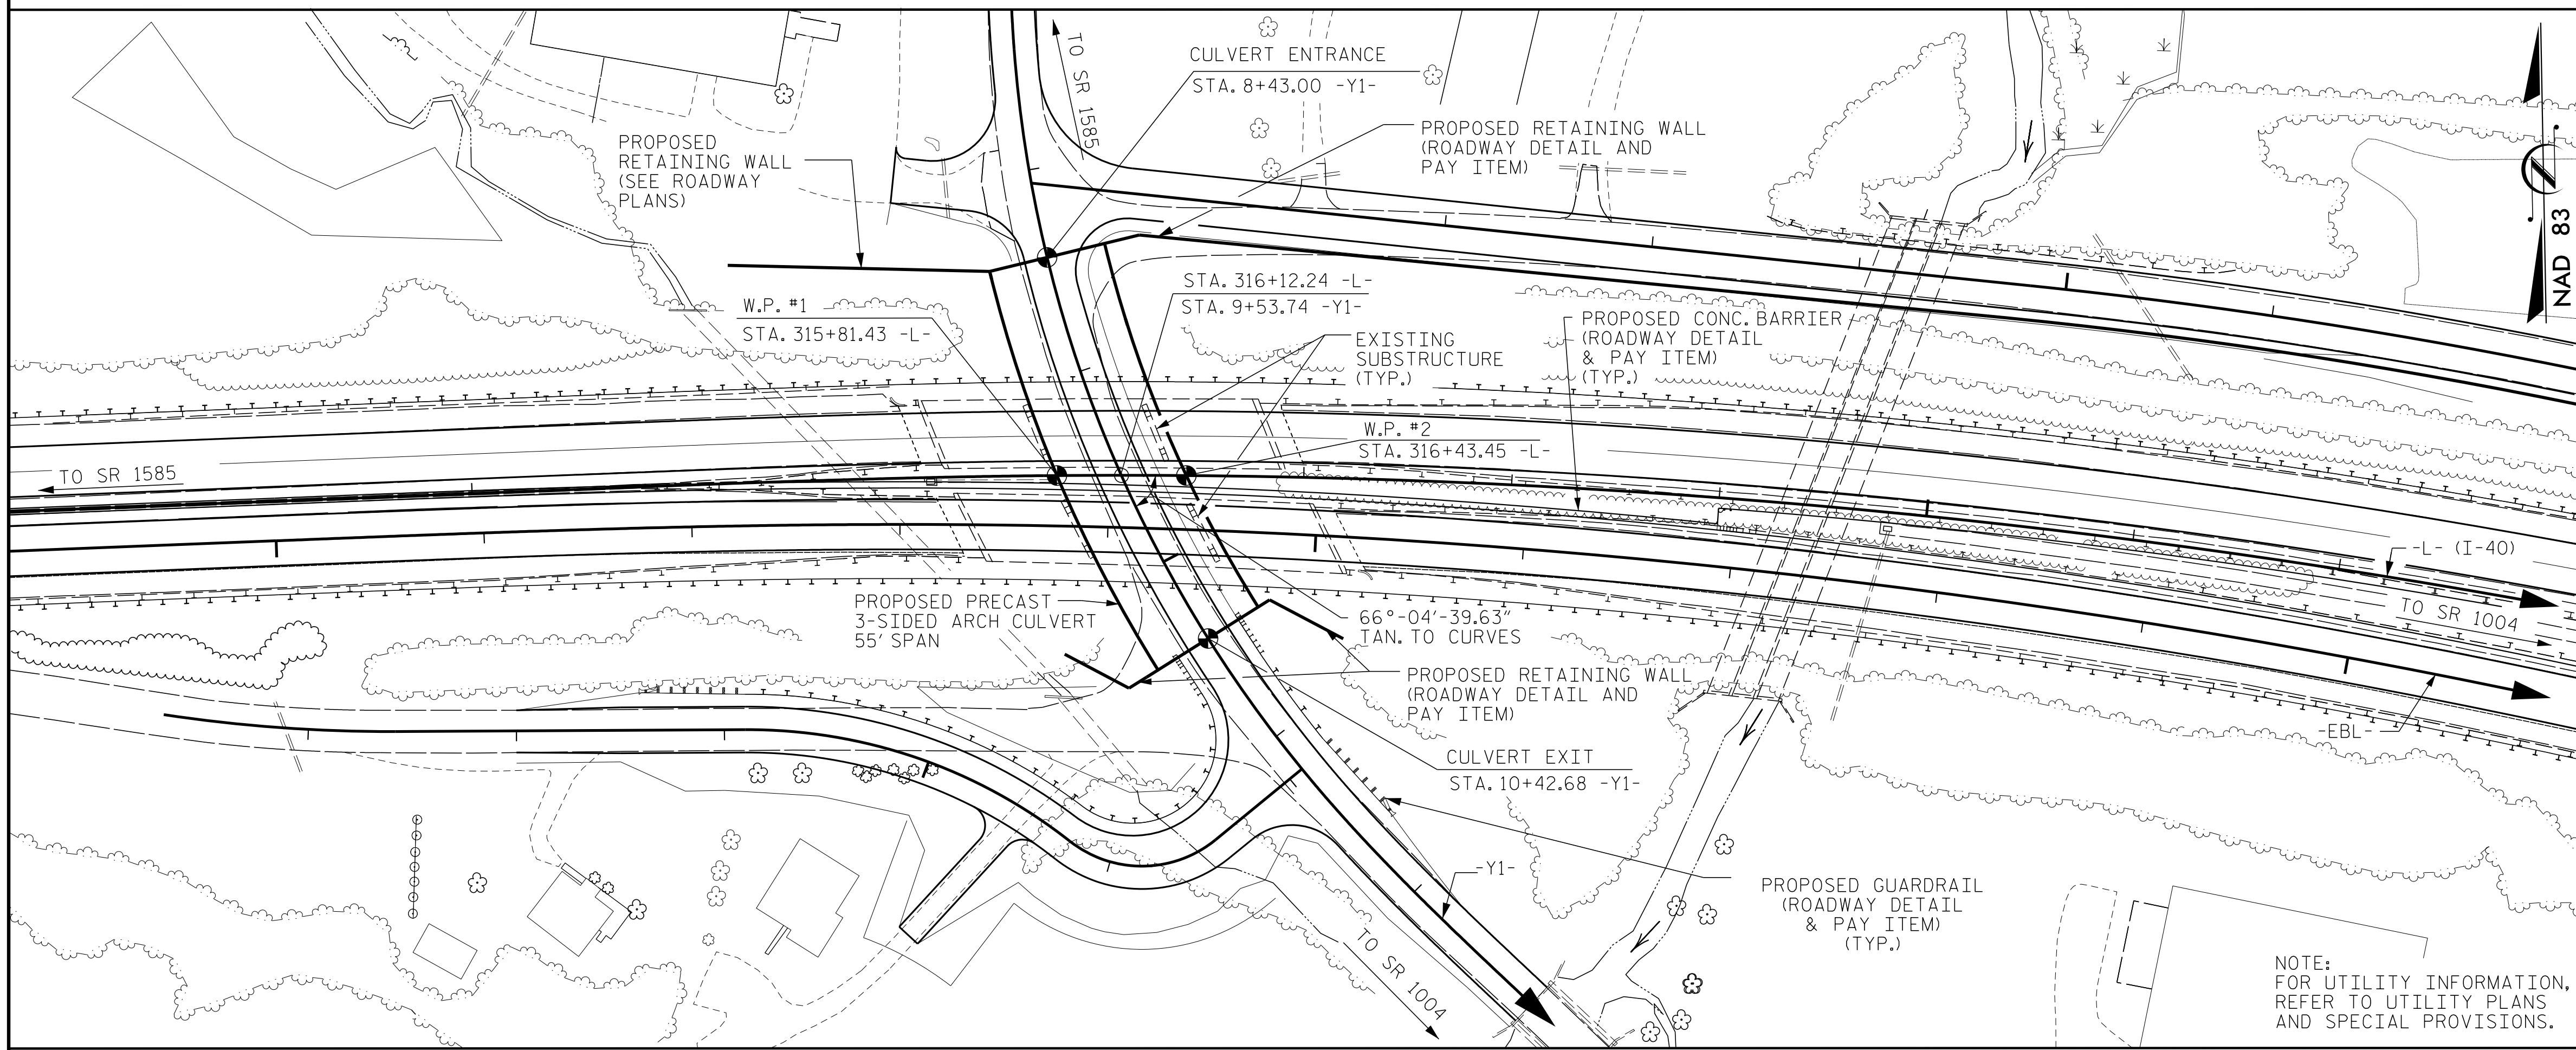 TO SR 1585
CULVERT ENTRANCE
STA. 8+43.00 -Y1-
PROPOSED
RETAINING WALL
(SEE ROADWAY
PLANS)
PROPOSED RETAINING WALL
(ROADWAY DETAIL AND
PAY ITEM)
NAD 83
W.P. #1
STA. 315+81.43 -L-
STA. 316+12.24 -L-
STA. 9+53.74 -Y1-
EXISTING
SUBSTRUCTURE
(TYP.)
PROPOSED CONC. BARRIER
(ROADWAY DETAIL
& PAY ITEM)
(TYP.)
W.P. #2
STA. 316+43.45 -L-
TO SR 1585
-L- (I-40)
TO SR 1004
PROPOSED PRECAST
3-SIDED ARCH CULVERT
55' SPAN
66°-04'-39.63"
TAN. TO CURVES
PROPOSED RETAINING WALL
(ROADWAY DETAIL AND
PAY ITEM)
-EBL-
CULVERT EXIT
STA. 10+42.68 -Y1-
-Y1-
PROPOSED GUARDRAIL
(ROADWAY DETAIL
& PAY ITEM)
(TYP.)
TO SR 1004
NOTE:
FOR UTILITY INFORMATION,
REFER TO UTILITY PLANS
AND SPECIAL PROVISIONS.